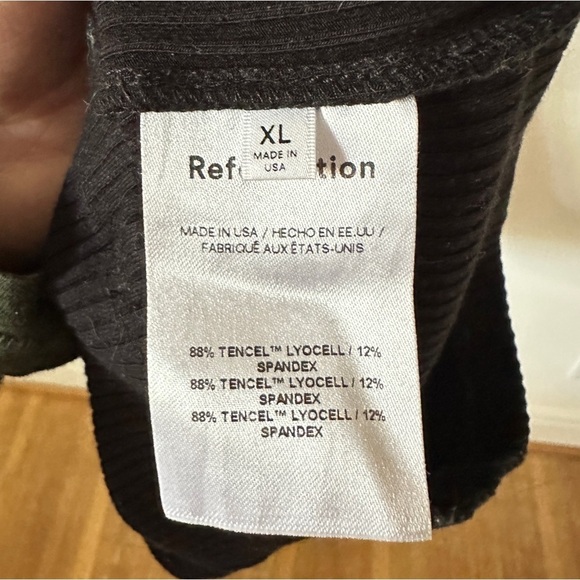 XL
MADE IN
USA
Ref tion
MADE IN USA / HECHO EN EE.UU /
FABRIQUÉ AUX ÉTATS-UNIS
88% TENCEL™ LYOCELL / 12%
SPANDEX
88% TENCEL™ LYOCELL / 12%
SPANDEX
88% TENCEL™ LYOCELL / 12%
SPANDEX